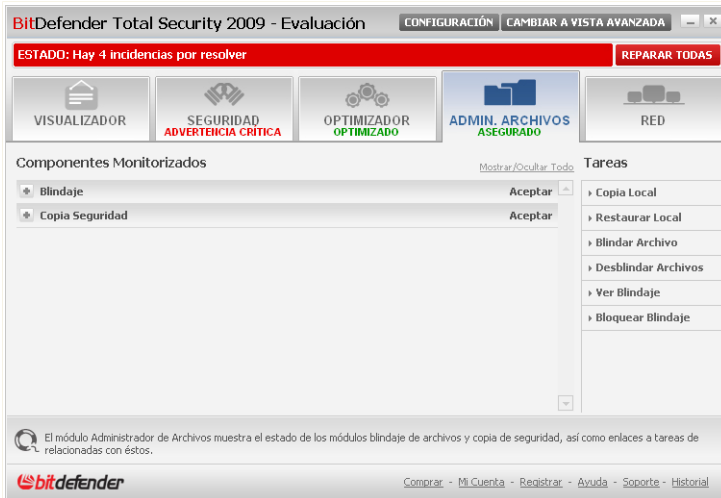 BitDefender Total Security 2009 - Evaluación
CONFIGURACIÓN
CAMBIAR A VISTA AVANZADA
ESTADO: Hay 4 incidencias por resolver
REPARAR TODAS
VISUALIZADOR
SEGURIDAD
ADVERTENCIA CRÍTICA
OPTIMIZADOR
OPTIMIZADO
ADMIN. ARCHIVOS
ASEGURADO
RED
Componentes Monitorizados
Mostrar/Ocultar Todo
Blindaje Aceptar
Copia Seguridad Aceptar
Tareas
Copia Local
Restaurar Local
Blindar Archivo
Desblindar Archivos
Ver Blindaje
Bloquear Blindaje
El módulo Administrador de Archivos muestra el estado de los módulos blindaje de archivos y copia de seguridad, así como enlaces a tareas de
relacionadas con éstos.
bitdefender
Comprar - Mi Cuenta - Registrar - Ayuda - Soporte - Historial